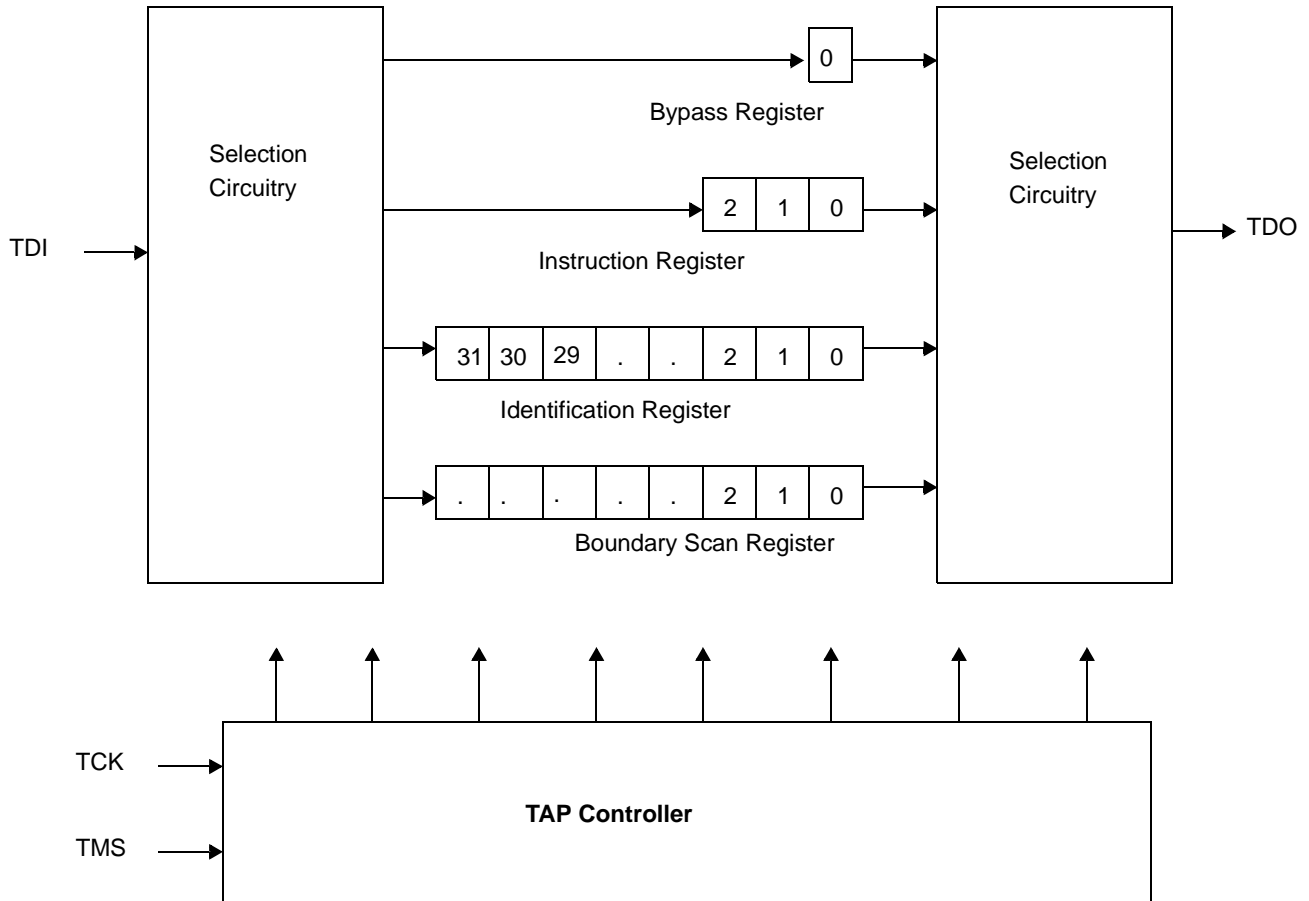 0
Bypass Register
Selection
Circuitry
Selection
Circuitry
2 1 0
TDI
TDO
Instruction Register
31 30 29 . . 2 1 0
Identification Register
. . . . . 2 1 0
Boundary Scan Register
TCK
TAP Controller
TMS